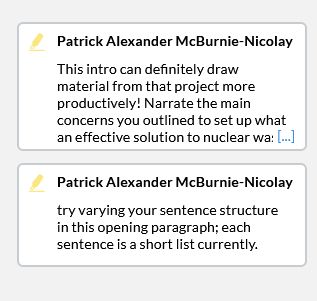 Patrick Alexander McBurnie-Nicolay
This intro can definitely draw
material from that project more
productively! Narrate the main
concerns you outlined to set up what
an effective solution to nuclear [...]
Patrick Alexander McBurnie-Nicolay
try varying your sentence structure
in this opening paragraph; each
sentence is a short list currently.